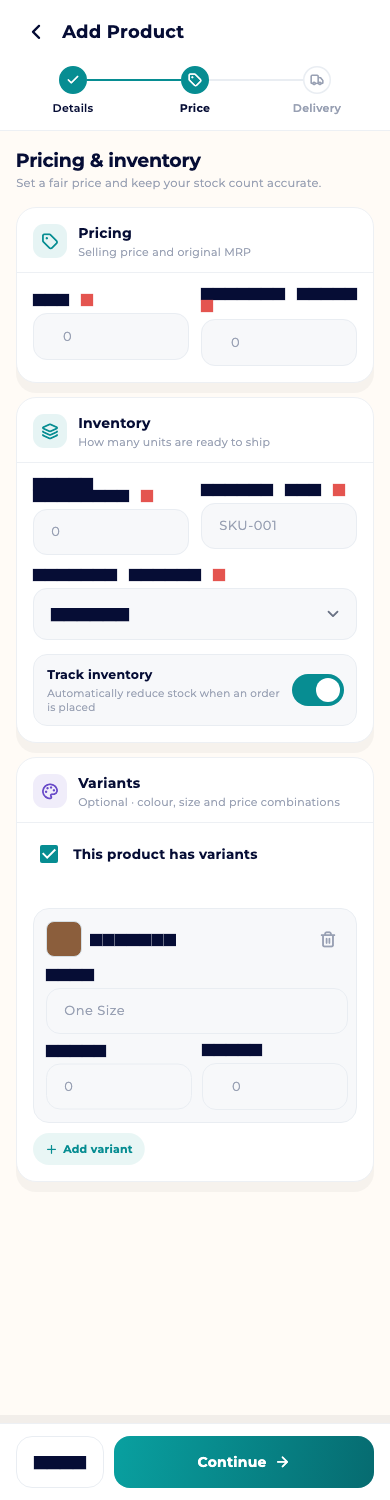 Add Product
Details
Price
Delivery
Pricing & inventory
Set a fair price and keep your stock count accurate.
Pricing
Selling price and original MRP
0
0
Inventory
How many units are ready to ship
0
SKU-001
Track inventory
Automatically reduce stock when an order
is placed
Variants
Optional · colour, size and price combinations
This product has variants
One Size
0
0
+ Add variant
Continue →